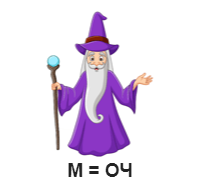 М = ОЧ